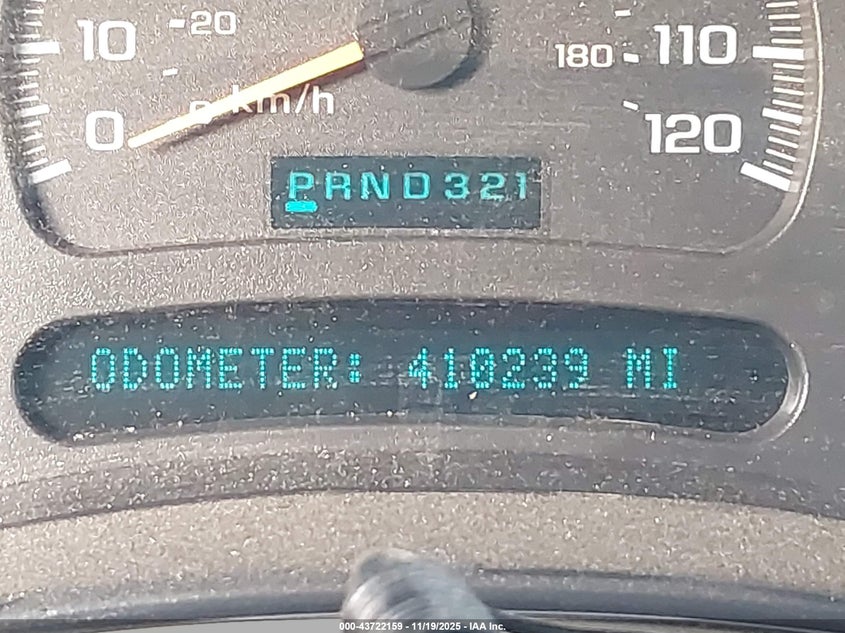 10 20 180 110
0 km/h 120
PRND321
ODOMETER: 410239 MI
000-43722159 - 11/19/2025 - IAA Inc.